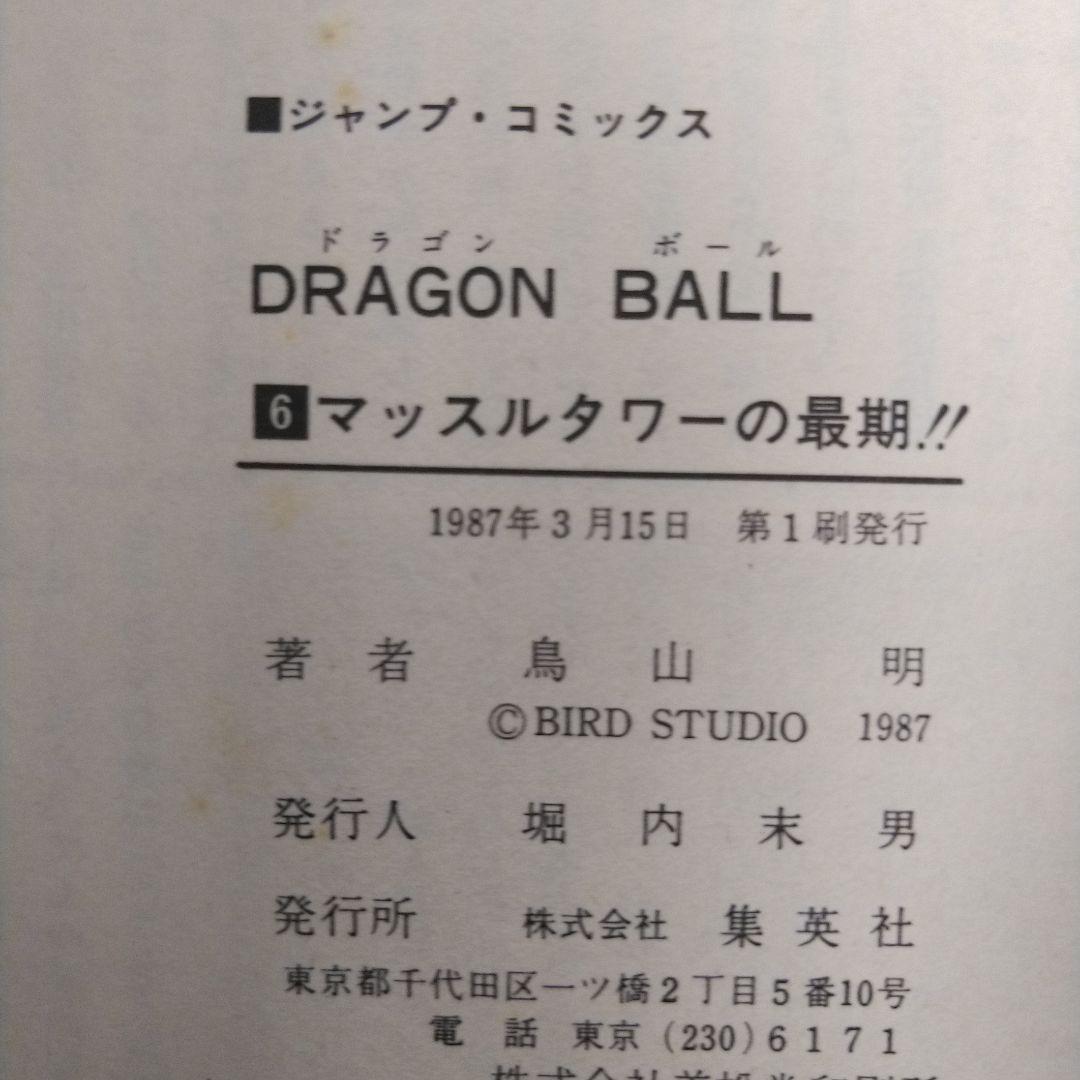 ■ジャンプ・コミックス
ドラゴン ボール
DRAGON BALL
6 マッスルタワーの最期!!
1987年3月15日 第1刷発行
著者 鳥山 明
©BIRD STUDIO 1987
発行人 堀内末男
発行所 株式会社 集英社
東京都千代田区一ツ橋2丁目5番10号
電話 東京 (230) 6171
株式会社